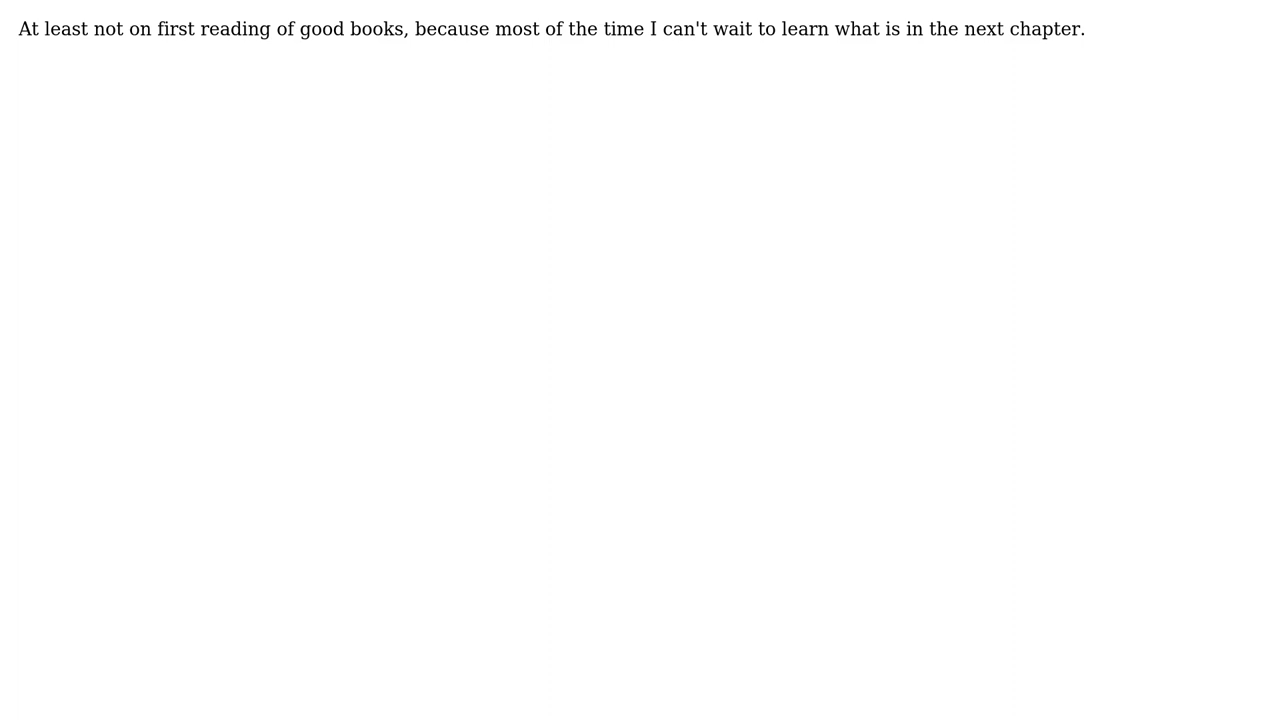 At least not on first reading of good books, because most of the time I can't wait to learn what is in the next chapter.